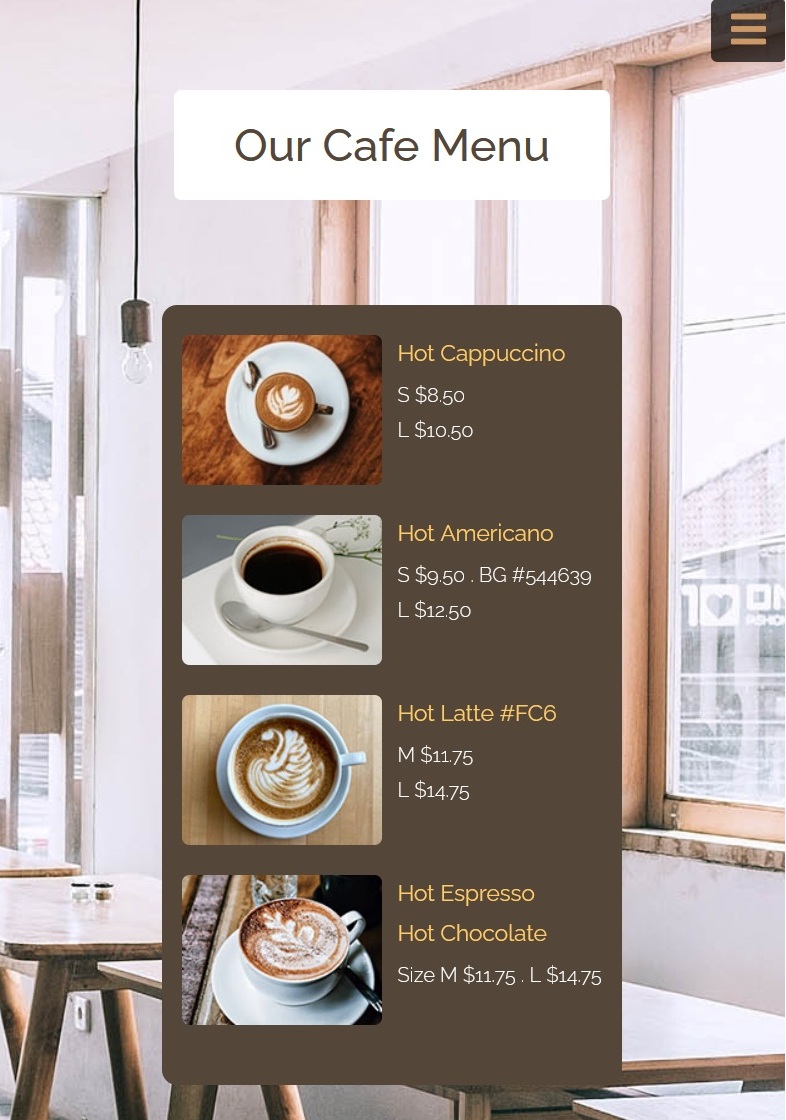 Our Cafe Menu
Hot Cappuccino
S $8.50
L $10.50
Hot Americano
S $9.50 . BG #544639
L $12.50
Hot Latte #FC6
M $11.75
L $14.75
Hot Espresso
Hot Chocolate
Size M $11.75 . L $14.75